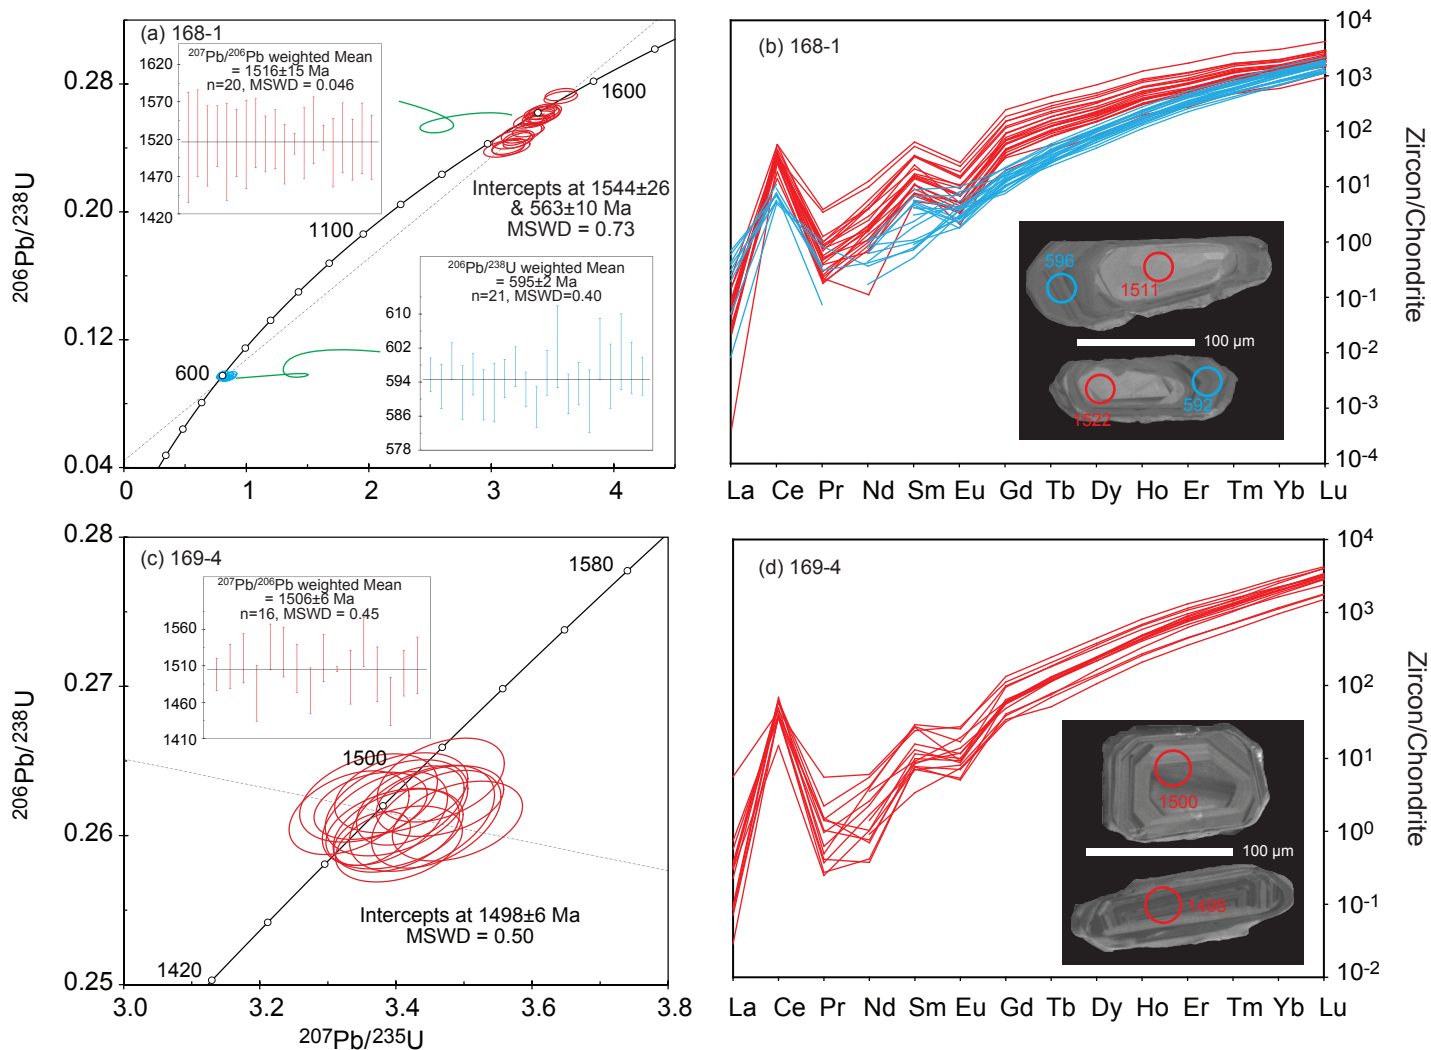 (a) 168-1
207Pb/206Pb weighted Mean
= 1516±15 Ma
n=20, MSWD = 0.046
1620
1570
1520
1470
1420
1600
1100
600
Intercepts at 1544±26
& 563±10 Ma
MSWD = 0.73
206Pb/238U weighted Mean
= 595±2 Ma
n=21, MSWD=0.40
610
602
594
586
578
0.28
0.20
0.12
0.04
206Pb/238U
0 1 2 3 4
(b) 168-1
104
103
102
101
100
10-1
10-2
10-3
10-4
Zircon/Chondrite
596
1511
100 µm
1522
592
La Ce Pr Nd Sm Eu Gd Tb Dy Ho Er Tm Yb Lu
(c) 169-4
207Pb/206Pb weighted Mean
= 1506±6 Ma
n=16, MSWD = 0.45
1560
1510
1460
1410
1580
1500
1420
Intercepts at 1498±6 Ma
MSWD = 0.50
0.28
0.27
0.26
0.25
206Pb/238U
3.0 3.2 3.4 3.6 3.8
207Pb/235U
(d) 169-4
104
103
102
101
100
10-1
10-2
Zircon/Chondrite
1500
100 µm
1498
La Ce Pr Nd Sm Eu Gd Tb Dy Ho Er Tm Yb Lu